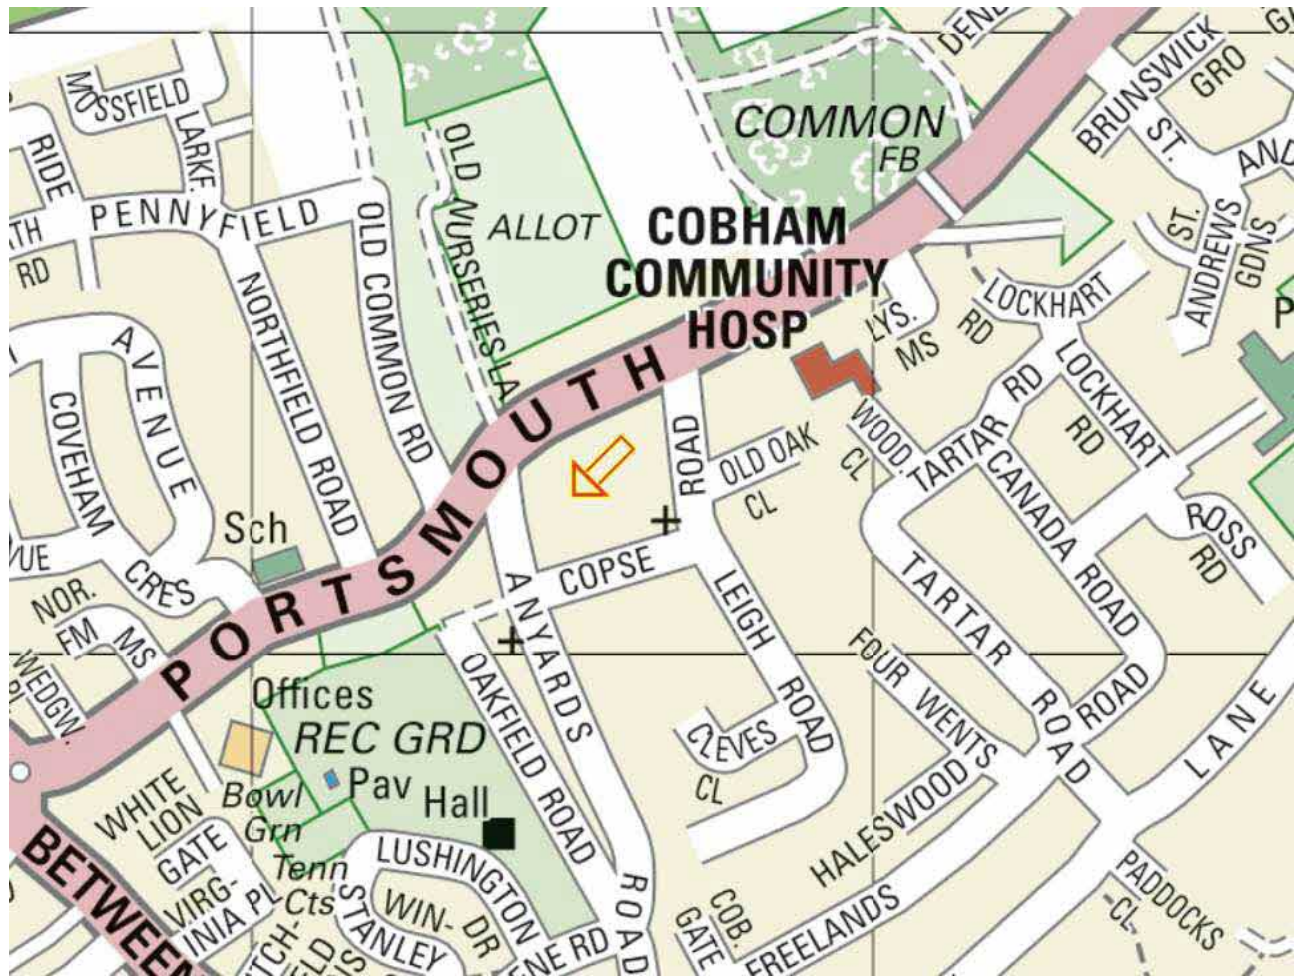 DENE
BRUNSWICK
GRO
ST.
AND
MOSSFIELD
LARKF.
RIDE
PENNYFIELD
RD
OLD NURSERIES LA
ALLOT
COMMON
FB
ST.
ANDREWS
GDNS
COBHAM
COMMUNITY
HOSP
LYS.
MS
LOCKHART
RD
OLD COMMON RD
NORTHFIELD ROAD
AVENUE
COVEHAM
CRES
LOCKHART
RD
TARTAR RD
WOOD.
CL
OLD OAK
CL
ROAD
CANADA ROAD
ROSS
RD
Sch
PORTSMOUTH
COPSE
LEIGH
ROAD
ANYARDS
ROAD
TARTAR
ROAD
ROAD
NOR.
FM
MS
WEDGW.
PL
Offices
REC GRD
Pav
Hall
OAKFIELD ROAD
FOUR WENTS
CLEVES
CL
HALESWOOD
LANE
WHITE
LION
GATE
Bowl
Grn
Tenn
Cts
VIRG-
INIA PL
LUSHINGTON
DR
WIN-
STANLEY
COB.
GATE
FREELANDS
PADDOCKS
CL
BETWEEN